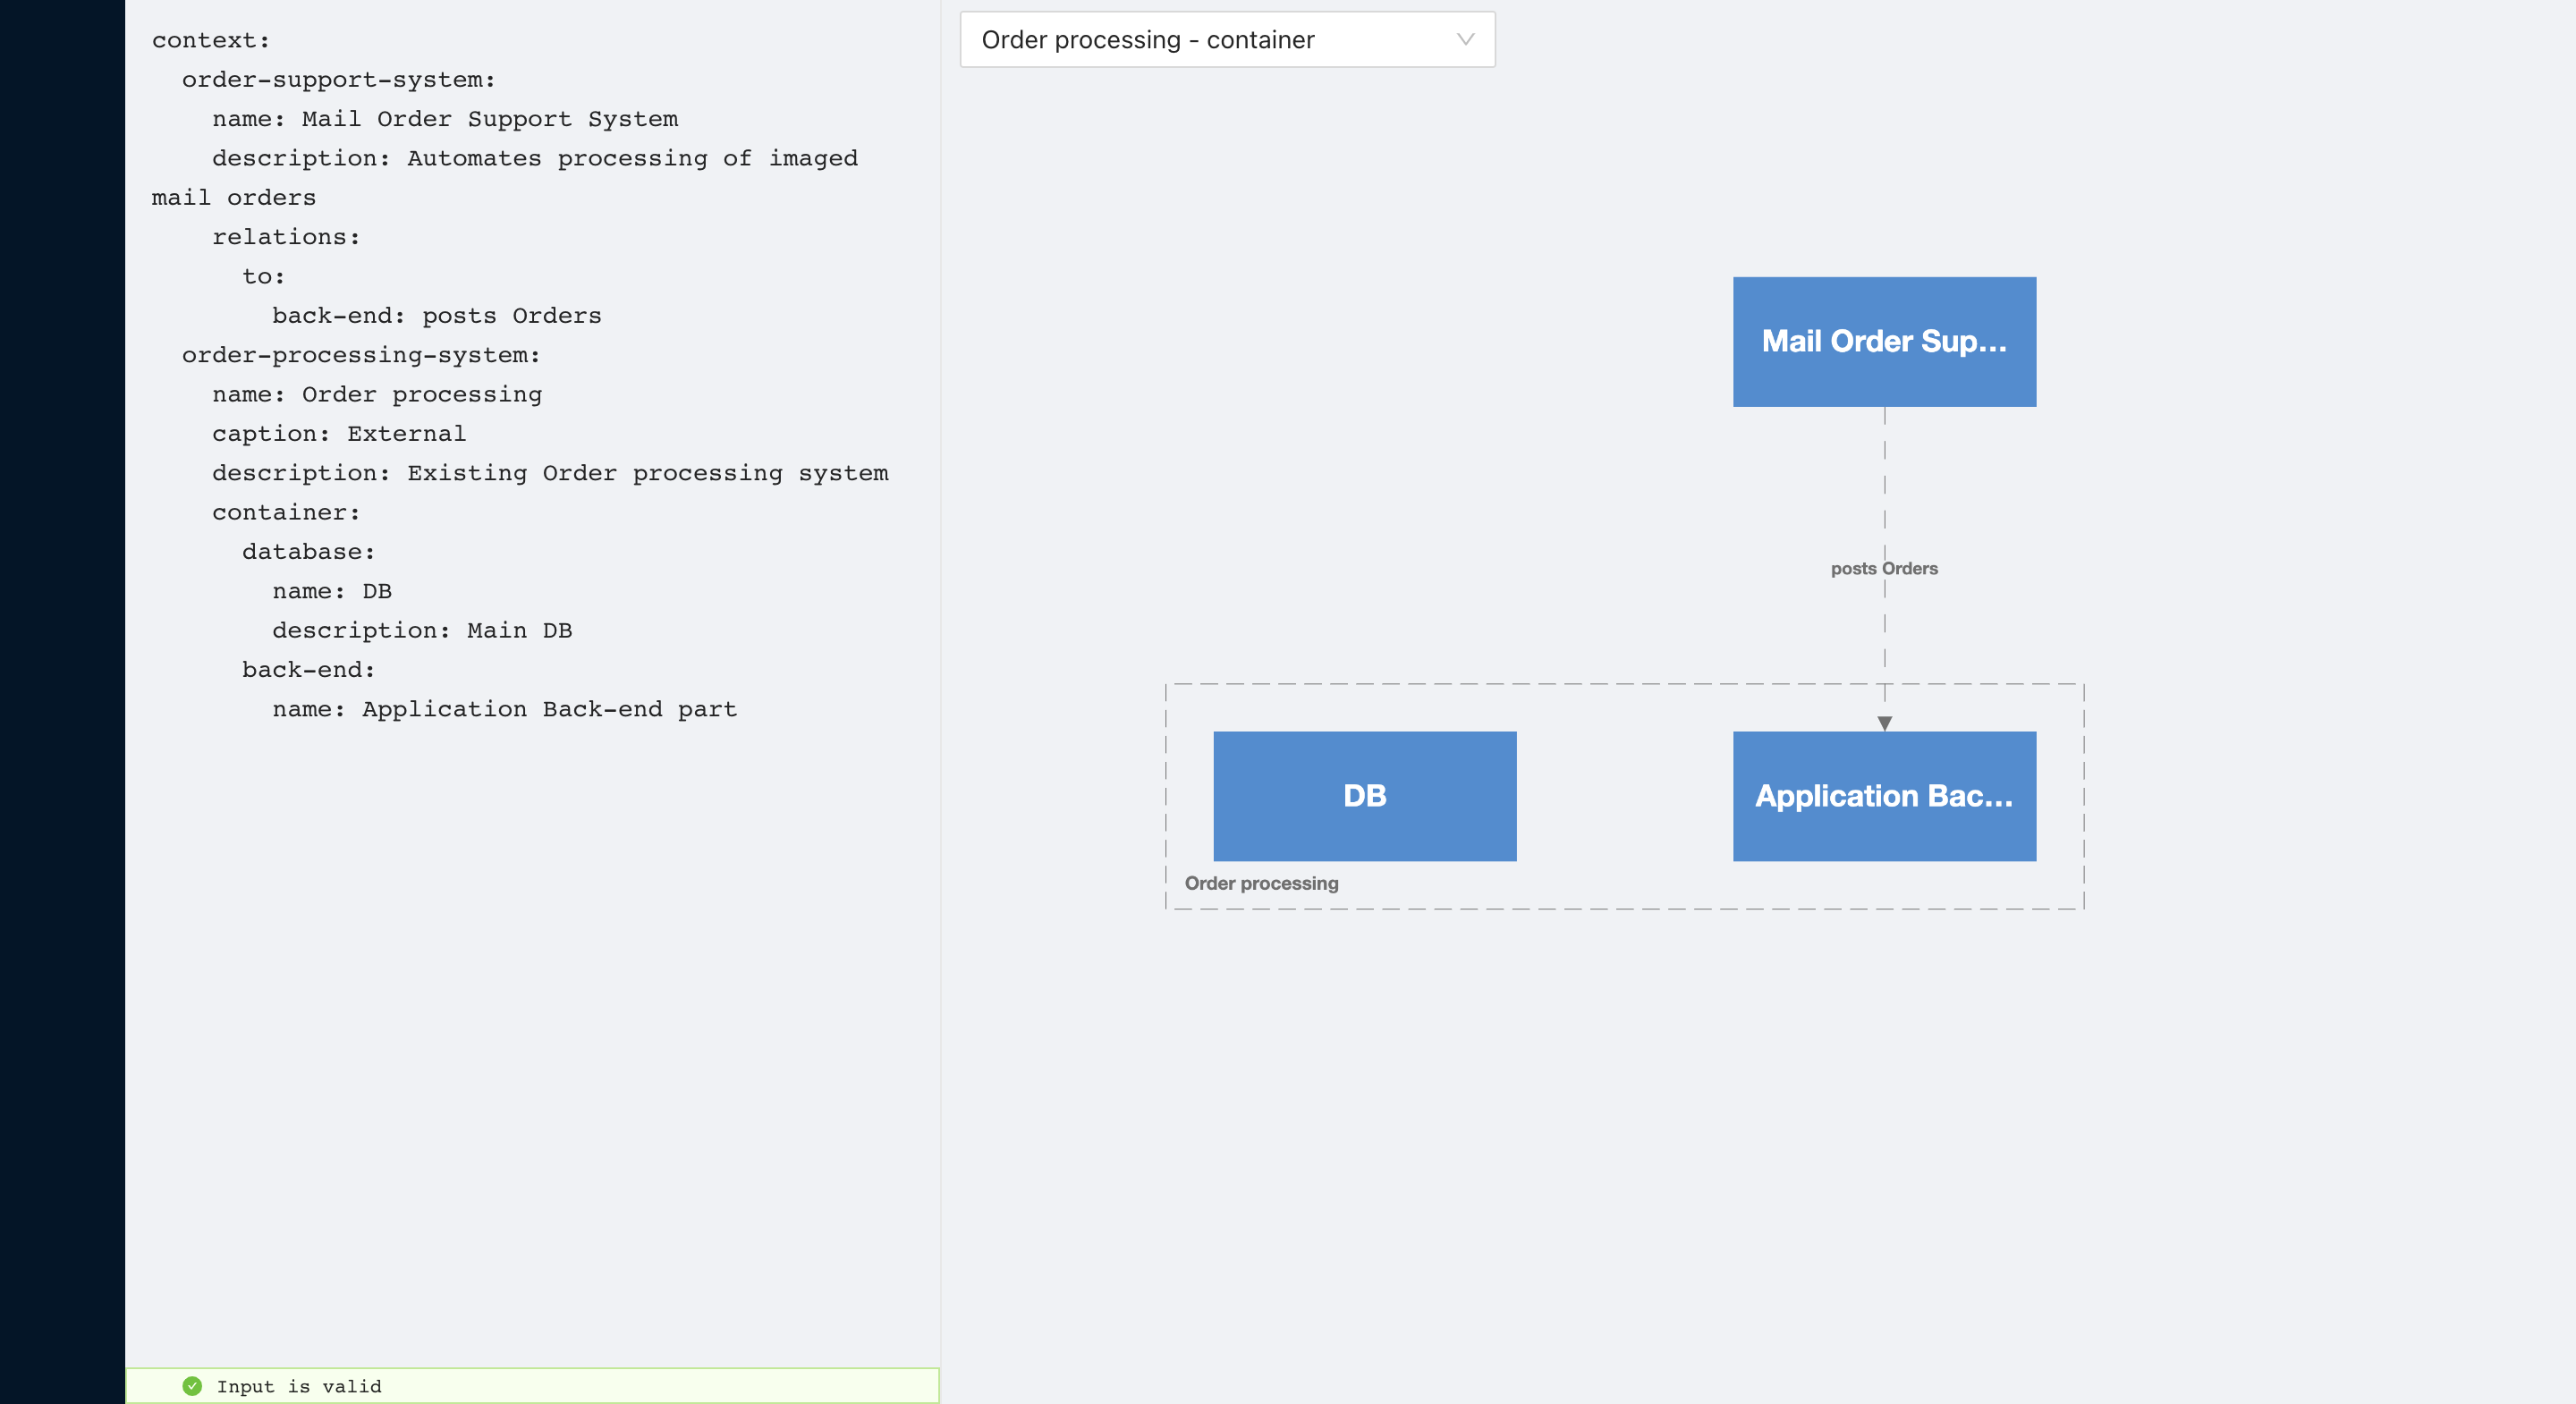 context:
order-support-system:
name: Mail Order Support System
description: Automates processing of imaged
mail orders
relations:
to:
back-end: posts Orders
order-processing-system:
name: Order processing
caption: External
description: Existing Order processing system
container:
database:
name: DB
description: Main DB
back-end:
name: Application Back-end part
Input is valid
Order processing - container
Mail Order Sup...
posts Orders
DB
Application Bac...
Order processing